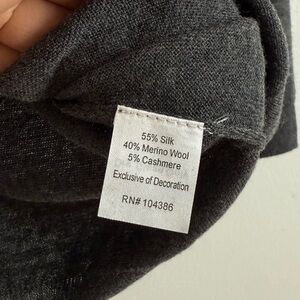 55% Silk
40% Merino Wool
5% Cashmere
Exclusive of Decoration
RN# 104386